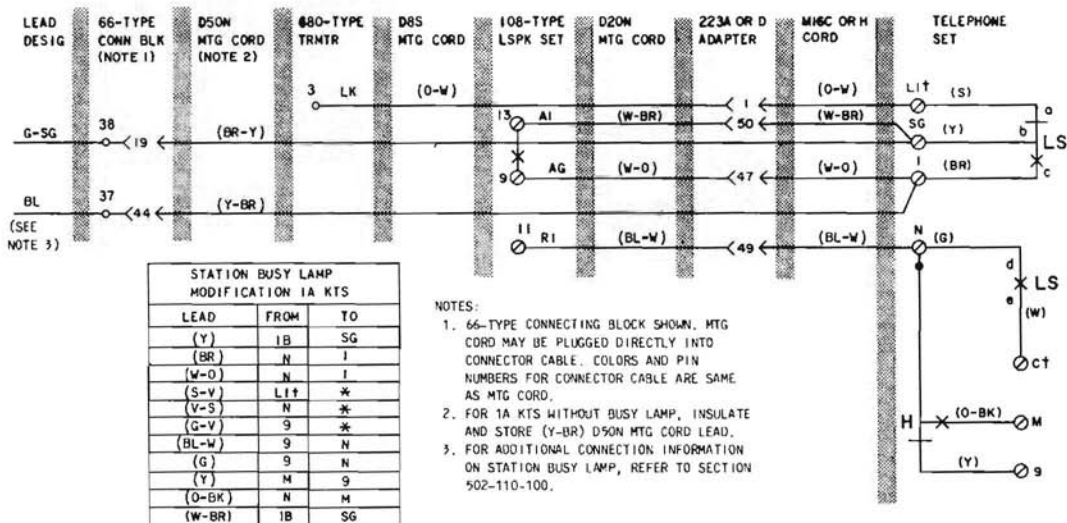 LEAD DESIG
66-TYPE CONN BLK (NOTE 1)
D50N MTG CORD (NOTE 2)
680-TYPE TRMTR
D8S MTG CORD
108-TYPE LSPK SET
D20N MTG CORD
223A OR D ADAPTER
M16C OR H CORD
TELEPHONE SET
3 LK (O-W) 1 (O-W) L1† (S)
13 A1 (W-BR) 50 (W-BR) SG a
G-SG 38 19 (BR-Y) (Y) b LS
9 AG (W-O) 47 (W-O) 1 (BR) c
BL 37 44 (Y-BR)
(SEE NOTE 3)
11 R1 (BL-W) 49 (BL-W) N (G)
d LS
e (W)
C†
H (O-BK) M
(Y) 9
STATION BUSY LAMP
MODIFICATION 1A KTS
LEAD FROM TO
(Y) 1B SG
(BR) N 1
(W-O) N 1
(S-V) L1† *
(V-S) N *
(G-V) 9 *
(BL-W) 9 N
(G) 9 N
(Y) M 9
(O-BK) N M
(W-BR) 1B SG
NOTES:
1. 66-TYPE CONNECTING BLOCK SHOWN. MTG
CORD MAY BE PLUGGED DIRECTLY INTO
CONNECTOR CABLE. COLORS AND PIN
NUMBERS FOR CONNECTOR CABLE ARE SAME
AS MTG CORD.
2. FOR 1A KTS WITHOUT BUSY LAMP, INSULATE
AND STORE (Y-BR) D50N MTG CORD LEAD.
3. FOR ADDITIONAL CONNECTION INFORMATION
ON STATION BUSY LAMP, REFER TO SECTION
502-110-100.